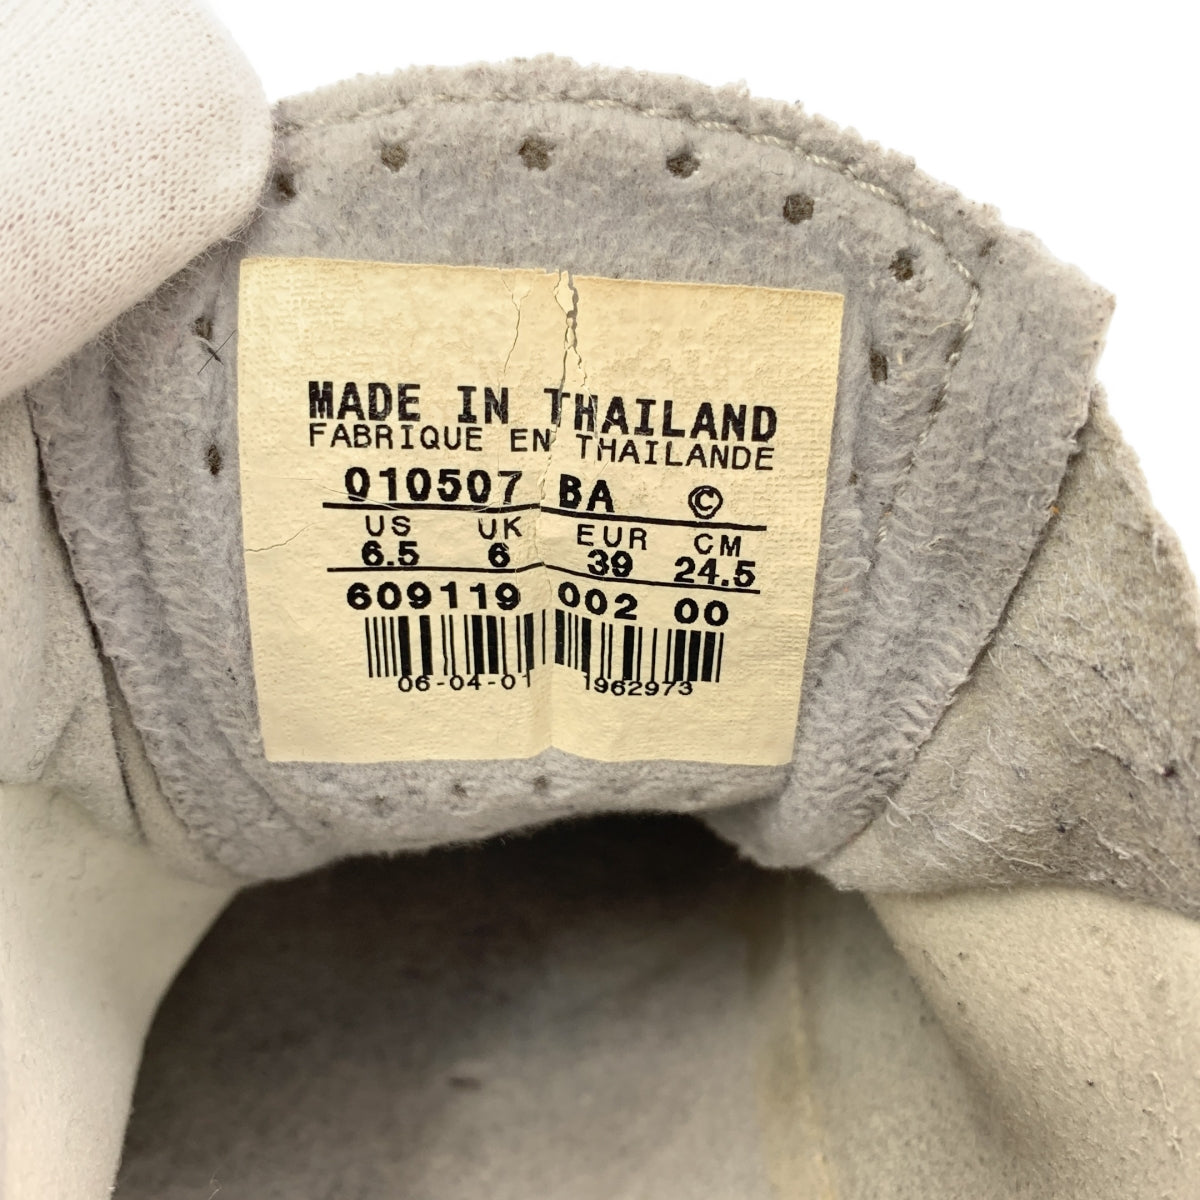 MADE IN THAILAND
FABRIQUE EN THAILANDE
010507 BA ©
US UK EUR CM
6.5 6 39 24.5
609119 002 00
06-04-01 1962973